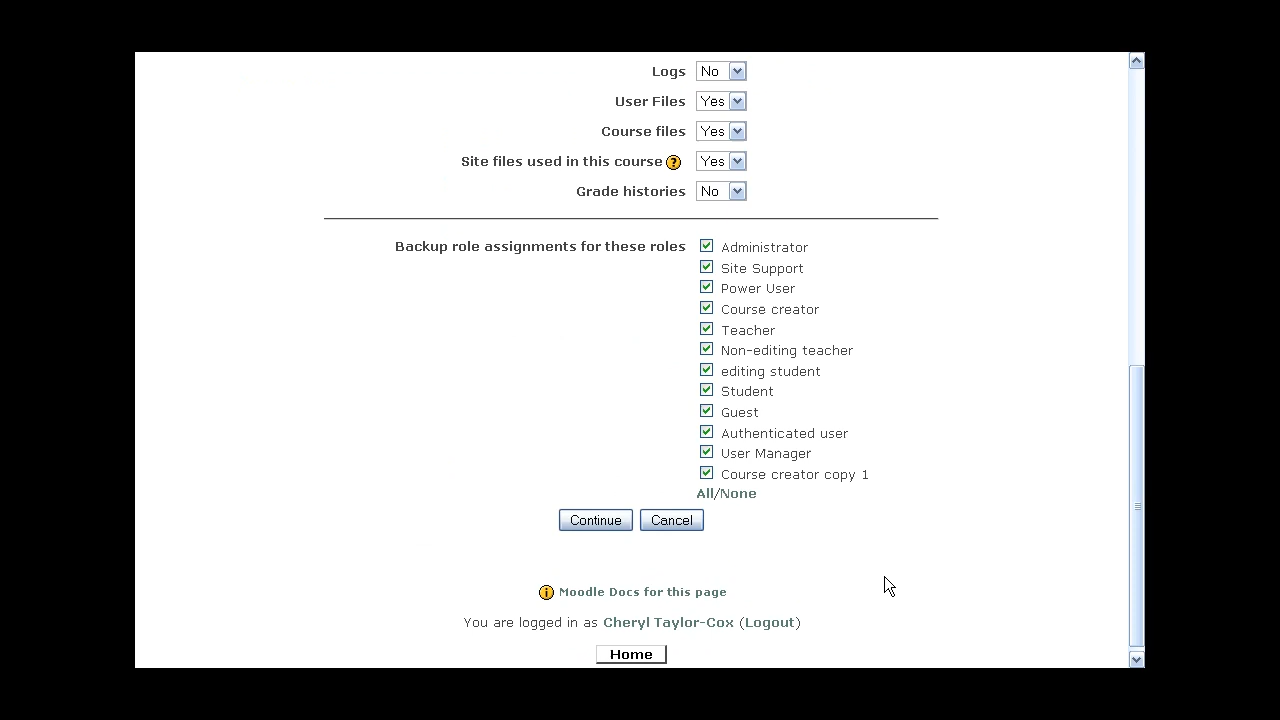 Logs No
User Files Yes
Course files Yes
Site files used in this course ? Yes
Grade histories No
Backup role assignments for these roles Administrator
Site Support
Power User
Course creator
Teacher
Non-editing teacher
editing student
Student
Guest
Authenticated user
User Manager
Course creator copy 1
All/None
Continue Cancel
i Moodle Docs for this page
You are logged in as Cheryl Taylor-Cox (Logout)
Home